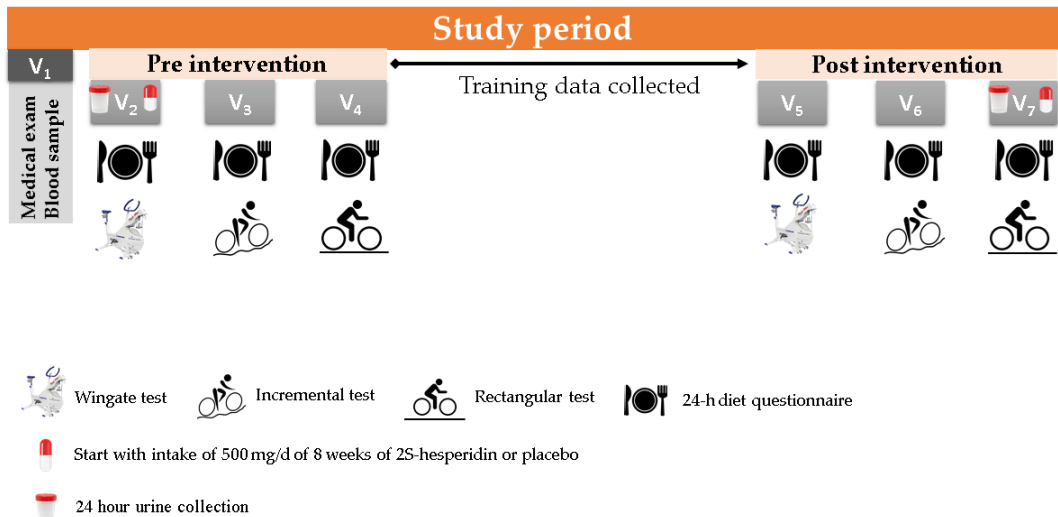 Study period
V1
Pre intervention
Training data collected
Post intervention
V2
V3
V4
V5
V6
V7
Medical exam
Blood sample
Wingate test
Incremental test
Rectangular test
24-h diet questionnaire
Start with intake of 500 mg/d of 8 weeks of 2S-hesperidin or placebo
24 hour urine collection